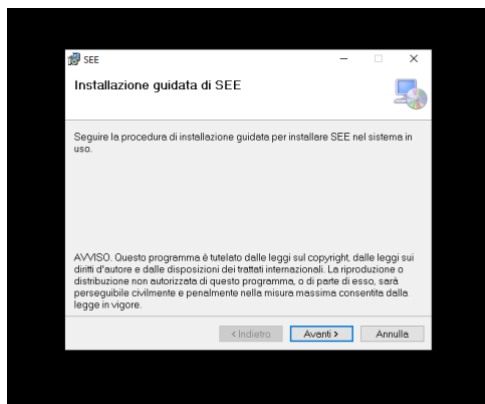 SEE
Installazione guidata di SEE
Seguire la procedura di installazione guidata per installare SEE nel sistema in
uso.
AVVISO. Questo programma è tutelato dalle leggi sul copyright, dalle leggi sui
diritti d'autore e dalle disposizioni dei trattati internazionali. La riproduzione o
distribuzione non autorizzata di questo programma, o di parte di esso, sarà
perseguibile civilmente e penalmente nella misura massima consentita dalla
legge in vigore.
< Indietro Avanti > Annulla